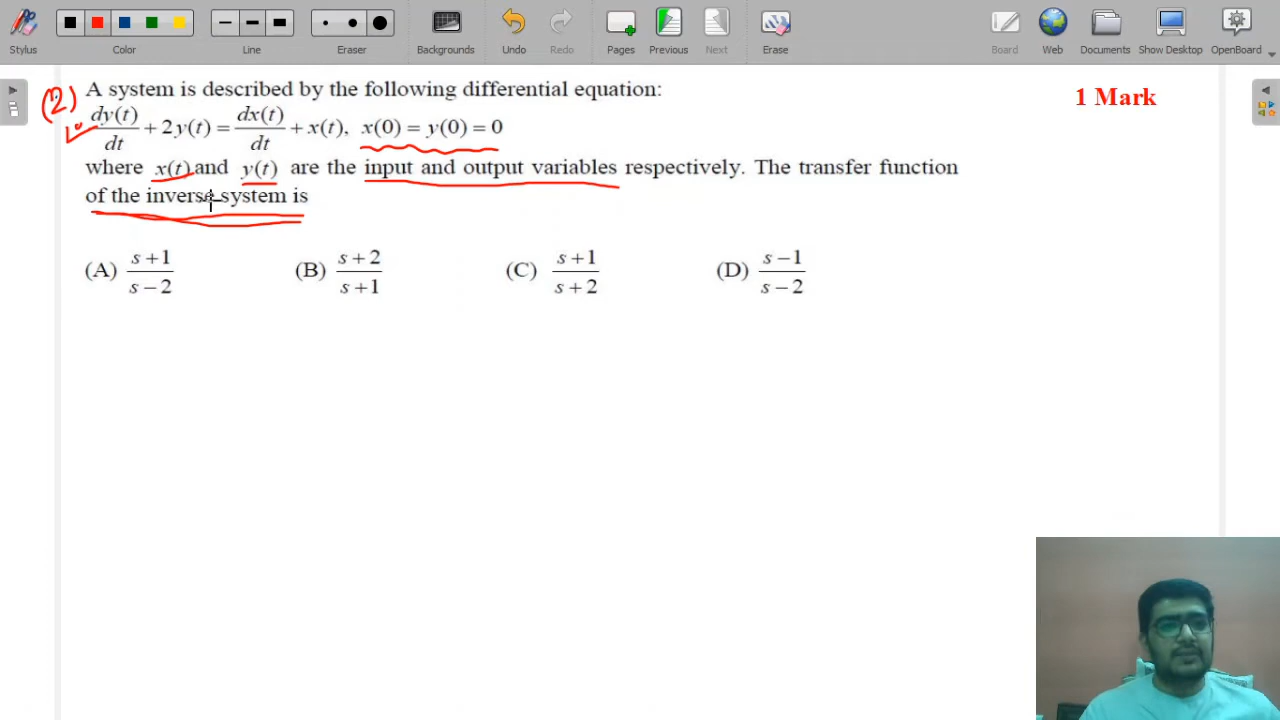 Stylus
Color
Line
Eraser
Backgrounds
Undo
Redo
Pages
Previous
Next
Erase
Board
Web
Documents
Show Desktop
OpenBoard
(2)
A system is described by the following differential equation:
1 Mark
dy(t)/dt + 2y(t) = dx(t)/dt + x(t), x(0) = y(0) = 0
where x(t) and y(t) are the input and output variables respectively. The transfer function
of the inverse system is
(A) s+1/s−2 (B) s+2/s+1 (C) s+1/s+2 (D) s−1/s−2